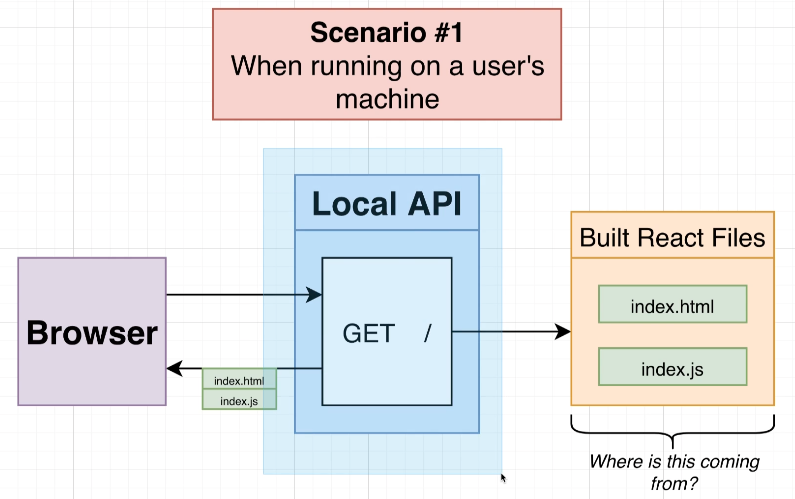 Scenario #1
When running on a user's
machine
Local API
Built React Files
Browser
GET /
index.html
index.js
index.html
index.js
Where is this coming
from?